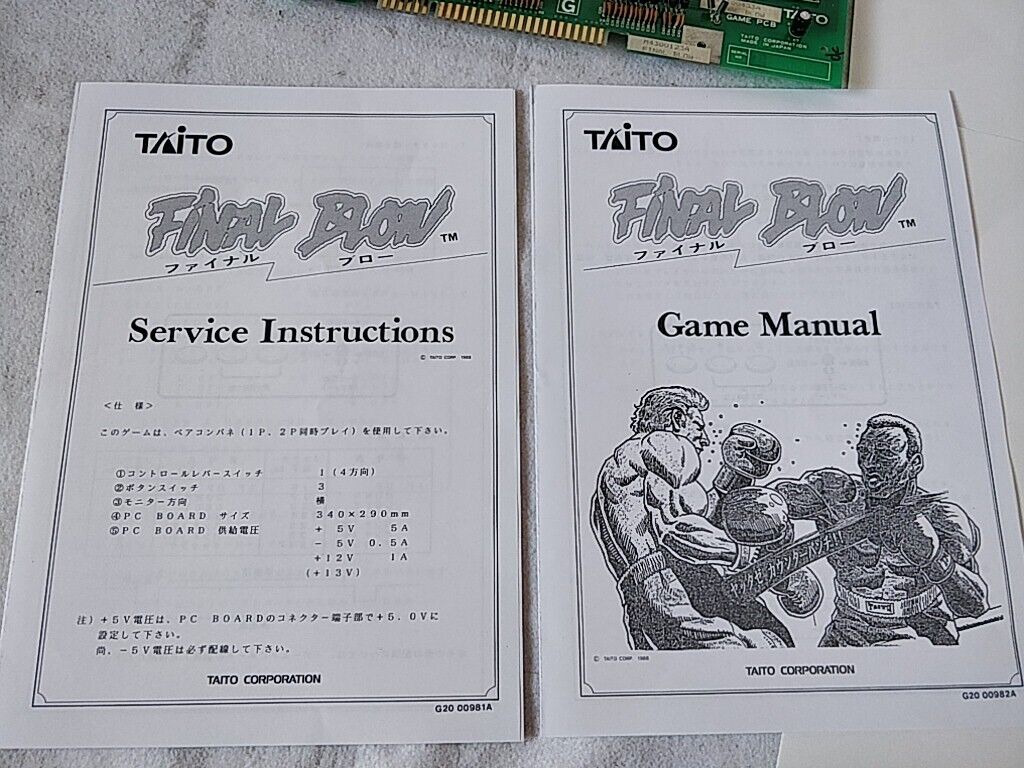 GAME PCB
TAITO
TAITO CORPORATION
MADE IN JAPAN
M4300123A
FINAL BLOW
TAITO
FINAL BLOW
TM
ファイナル ブロー
Service Instructions
© TAITO CORP. 1988
<仕 様>
このゲームは、ペアコンパネ(1P、2P同時プレイ)を使用して下さい。
①コントロールレバースイッチ 1(4方向)
②ボタンスイッチ 3
③モニター方向 横
④PC BOARD サイズ 340×290mm
⑤PC BOARD 供給電圧 + 5V 5A
- 5V 0.5A
+12V 1A
(+13V)
注)+5V電圧は、PC BOARDのコネクター端子部で+5.0Vに
設定して下さい。
尚、-5V電圧は必ず配線して下さい。
TAITO CORPORATION
G20 00981A
TAITO
FINAL BLOW
TM
ファイナル ブロー
Game Manual
TAITO
© TAITO CORP. 1988
TAITO CORPORATION
G20 00982A